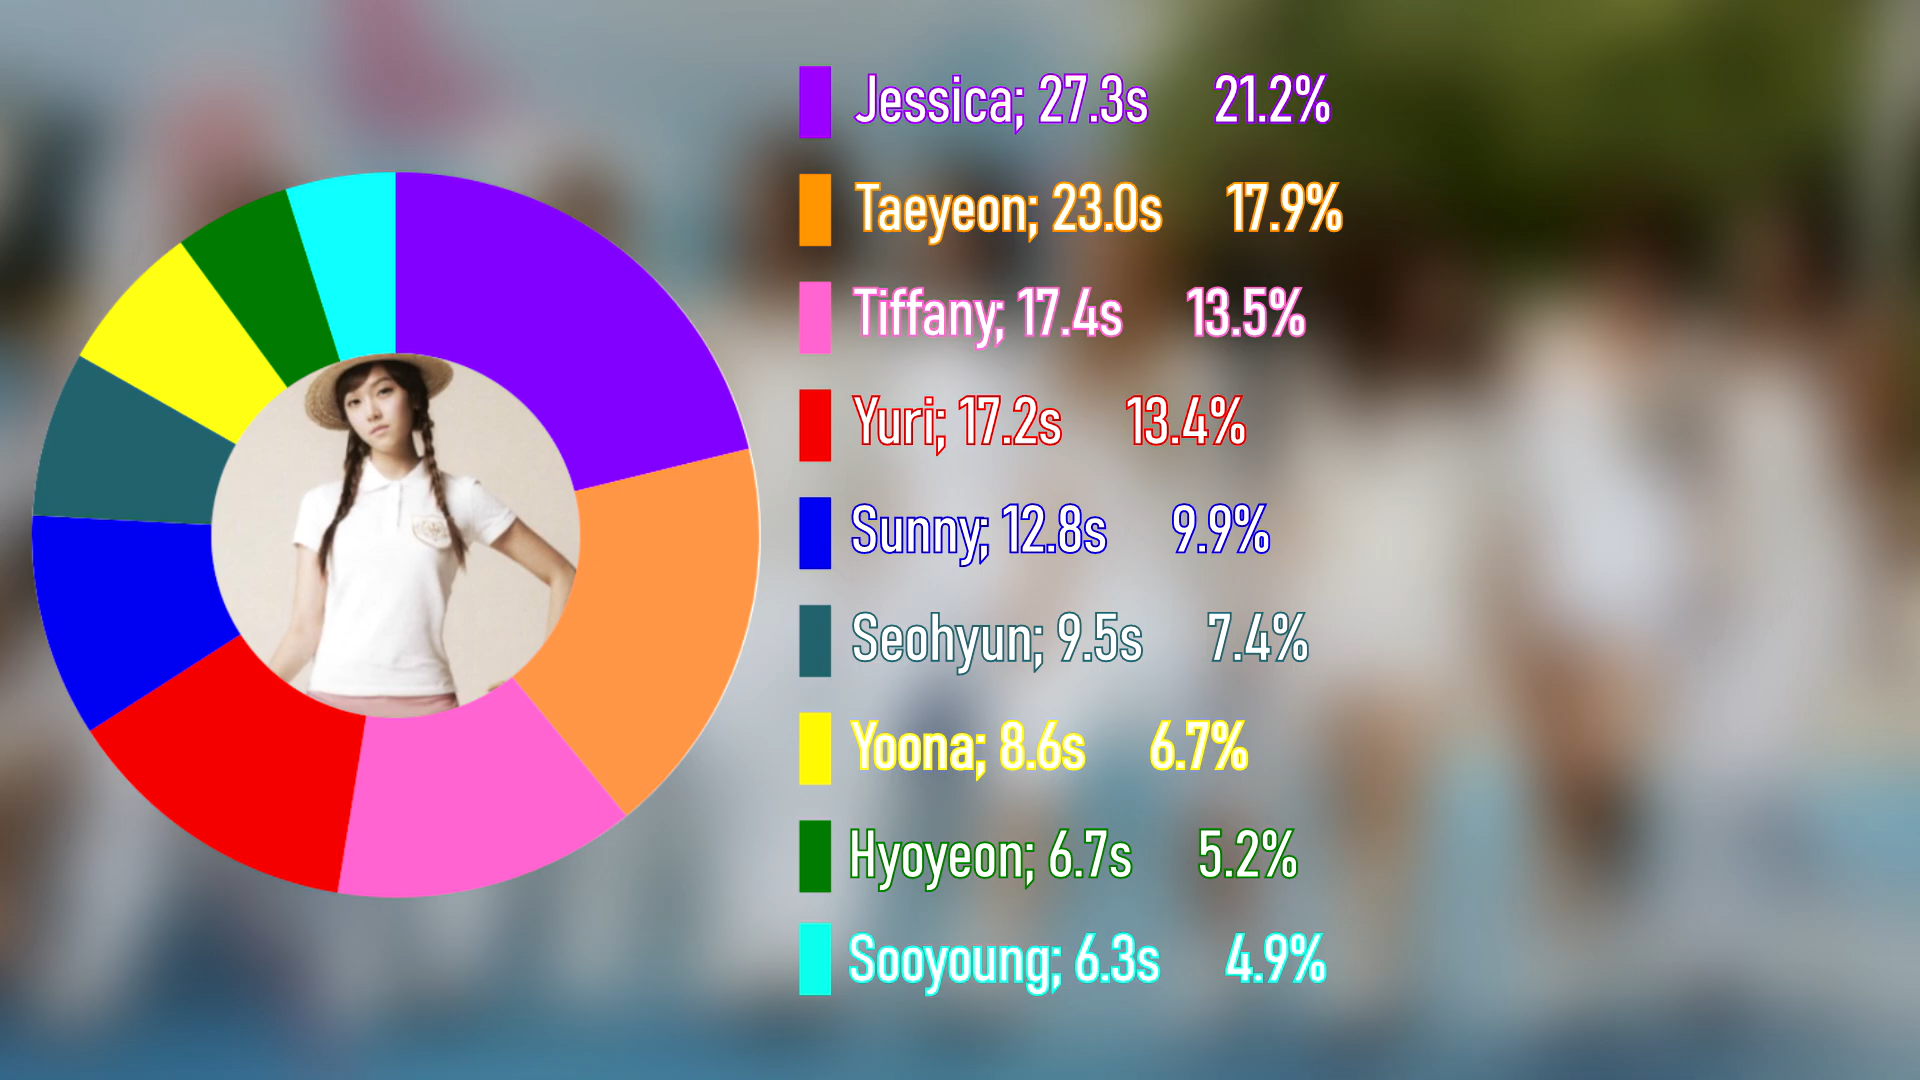 Jessica; 27.3s 21.2%
Taeyeon; 23.0s 17.9%
Tiffany; 17.4s 13.5%
Yuri; 17.2s 13.4%
Sunny; 12.8s 9.9%
Seohyun; 9.5s 7.4%
Yoona; 8.6s 6.7%
Hyoyeon; 6.7s 5.2%
Sooyoung; 6.3s 4.9%